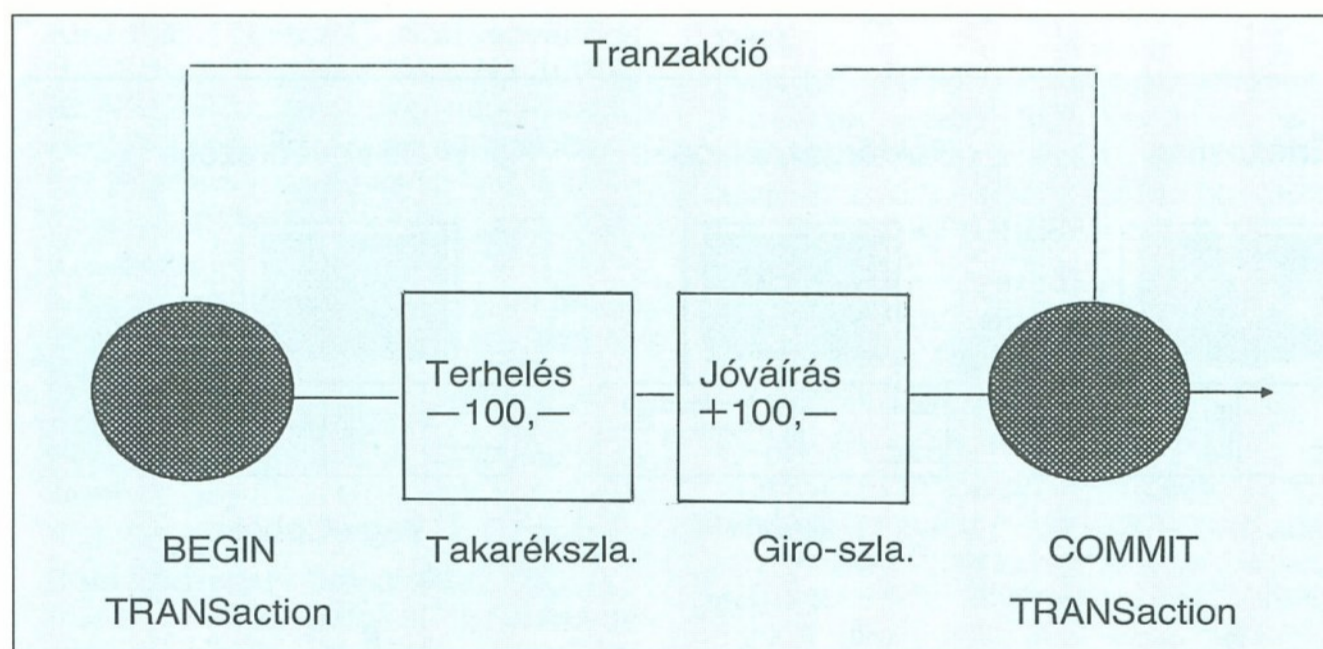 Tranzakció
Terhelés
—100,—
Jóváírás
+100,—
BEGIN
TRANSaction
Takarékszla.
Giro-szla..
COMMIT
TRANSaction